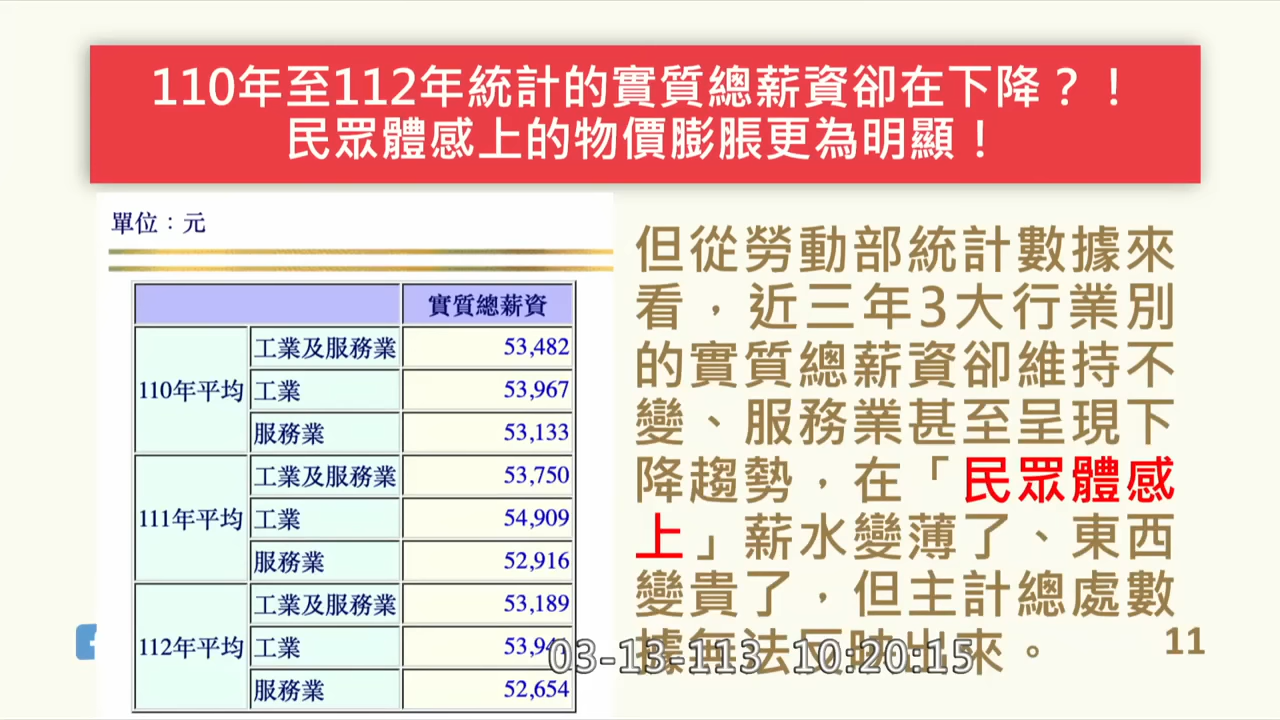 110年至112年統計的實質總薪資卻在下降？！
民眾體感上的物價膨脹更為明顯！
單位：元
實質總薪資
110年平均
工業及服務業 53,482
工業 53,967
服務業 53,133
111年平均
工業及服務業 53,750
工業 54,909
服務業 52,916
112年平均
工業及服務業 53,189
工業 53,94
服務業 52,654
但從勞動部統計數據來
看，近三年3大行業別
的實質總薪資卻維持不
變、服務業甚至呈現下
降趨勢，在「民眾體感
上」薪水變薄了、東西
變貴了，但主計總處數
據無法反映出來。
03-13-113 10:20:15
11